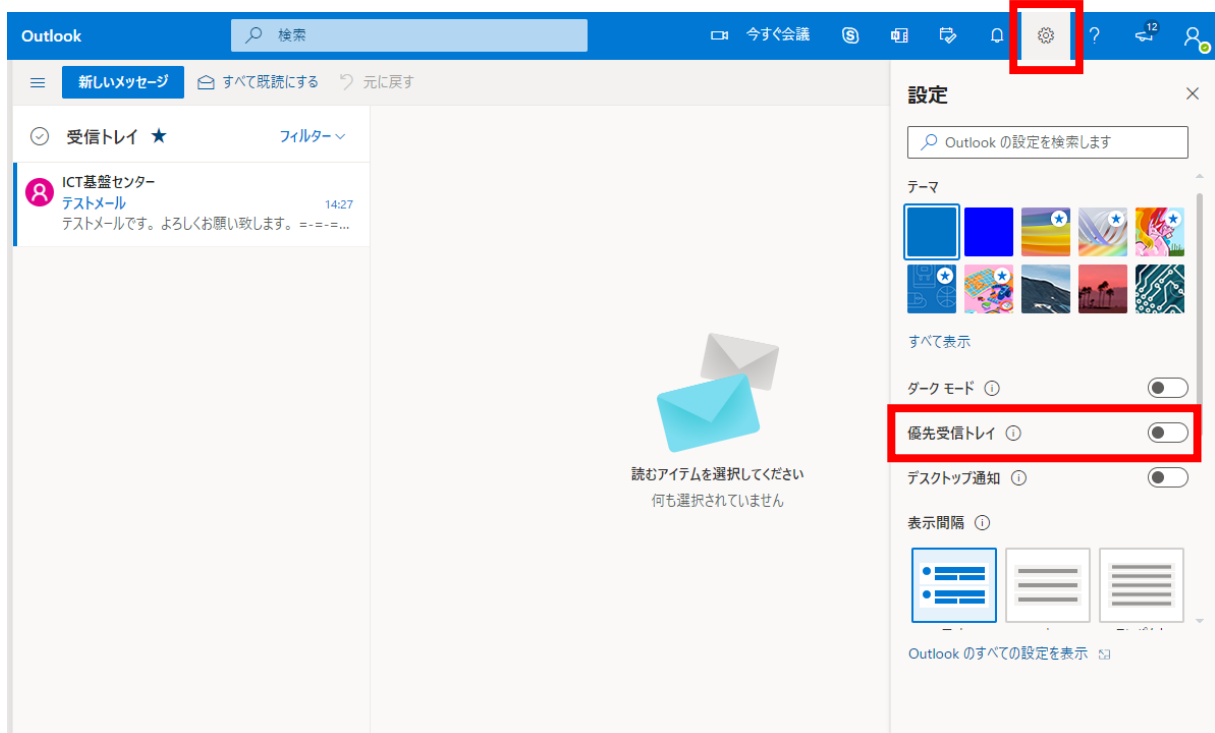 Outlook
検索
今すぐ会議
12
新しいメッセージ
すべて既読にする
元に戻す
受信トレイ ★
フィルター
ICT基盤センター
テストメール
14:27
テストメールです。よろしくお願い致します。=-=-=...
読むアイテムを選択してください
何も選択されていません
設定
Outlook の設定を検索します
テーマ
すべて表示
ダーク モード
優先受信トレイ
デスクトップ通知
表示間隔
Outlook のすべての設定を表示